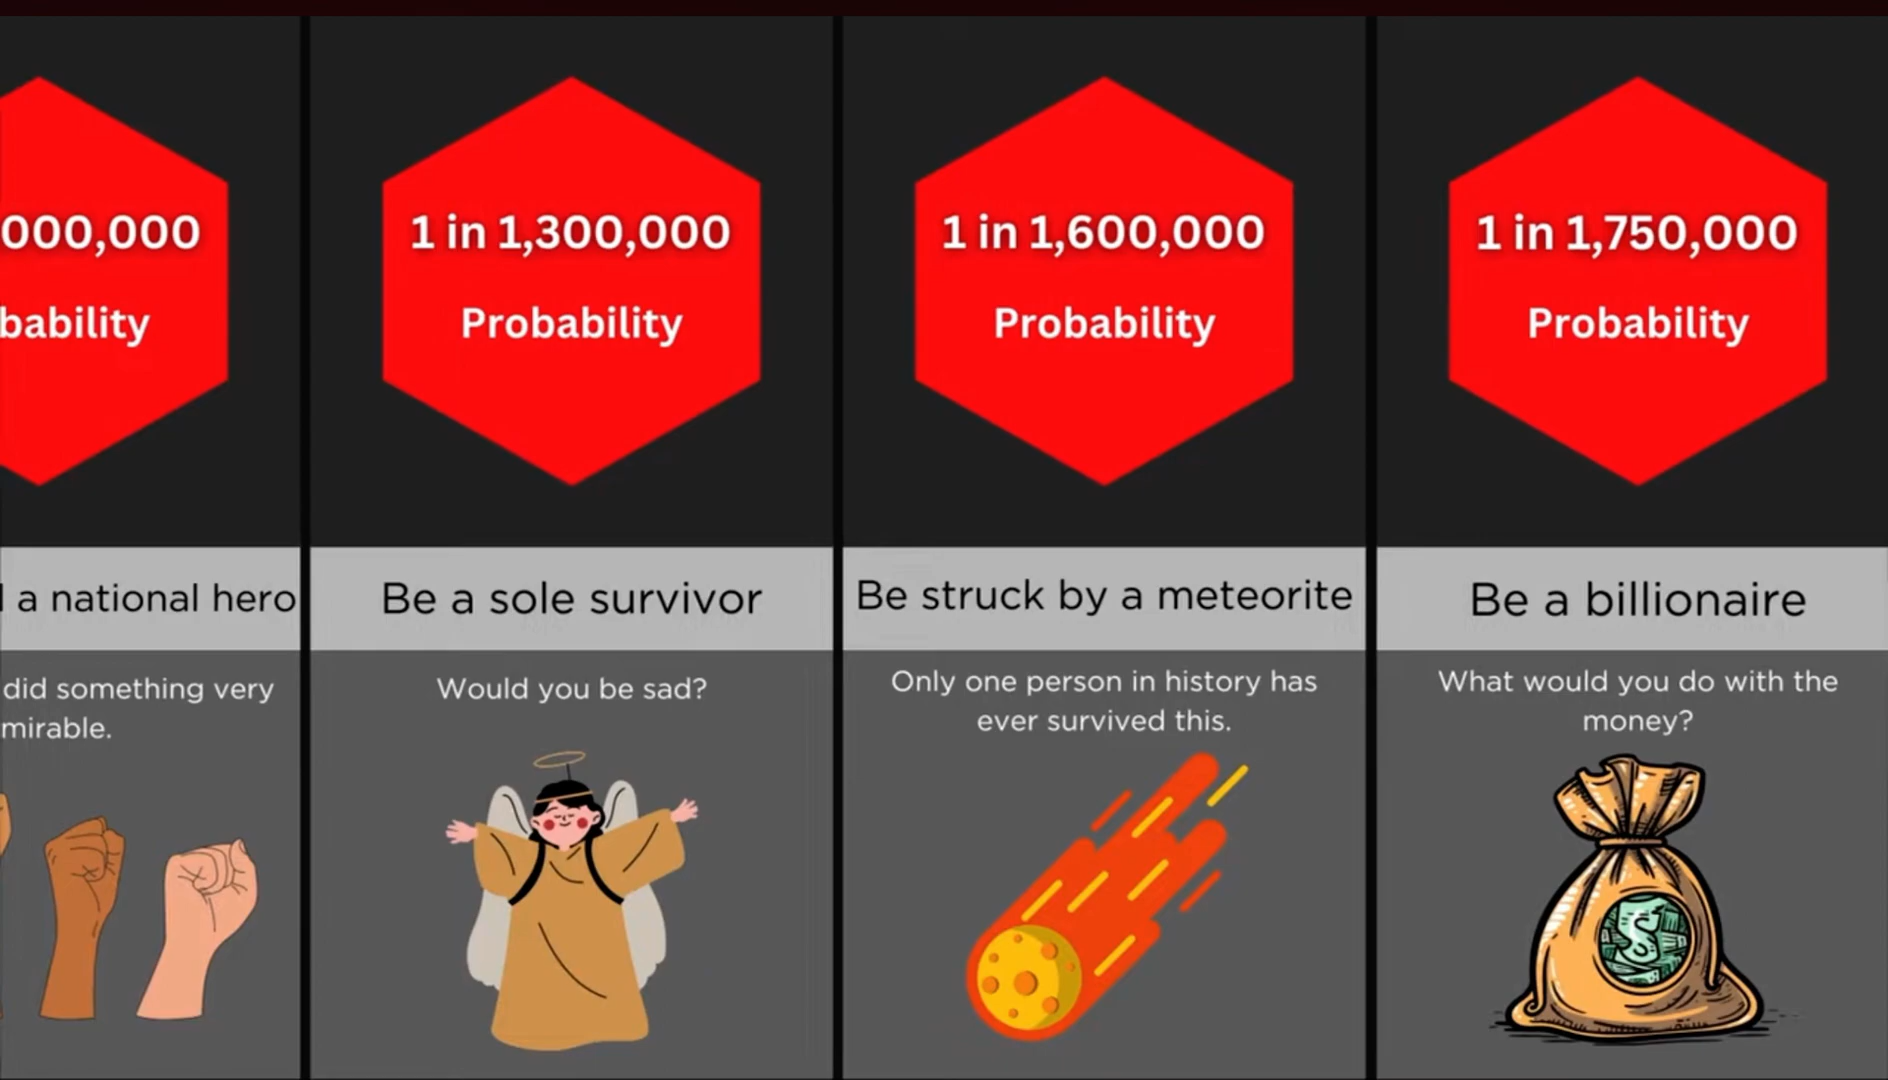 000,000
bability
a national hero
did something very
mirable.
1 in 1,300,000
Probability
Be a sole survivor
Would you be sad?
1 in 1,600,000
Probability
Be struck by a meteorite
Only one person in history has
ever survived this.
1 in 1,750,000
Probability
Be a billionaire
What would you do with the
money?